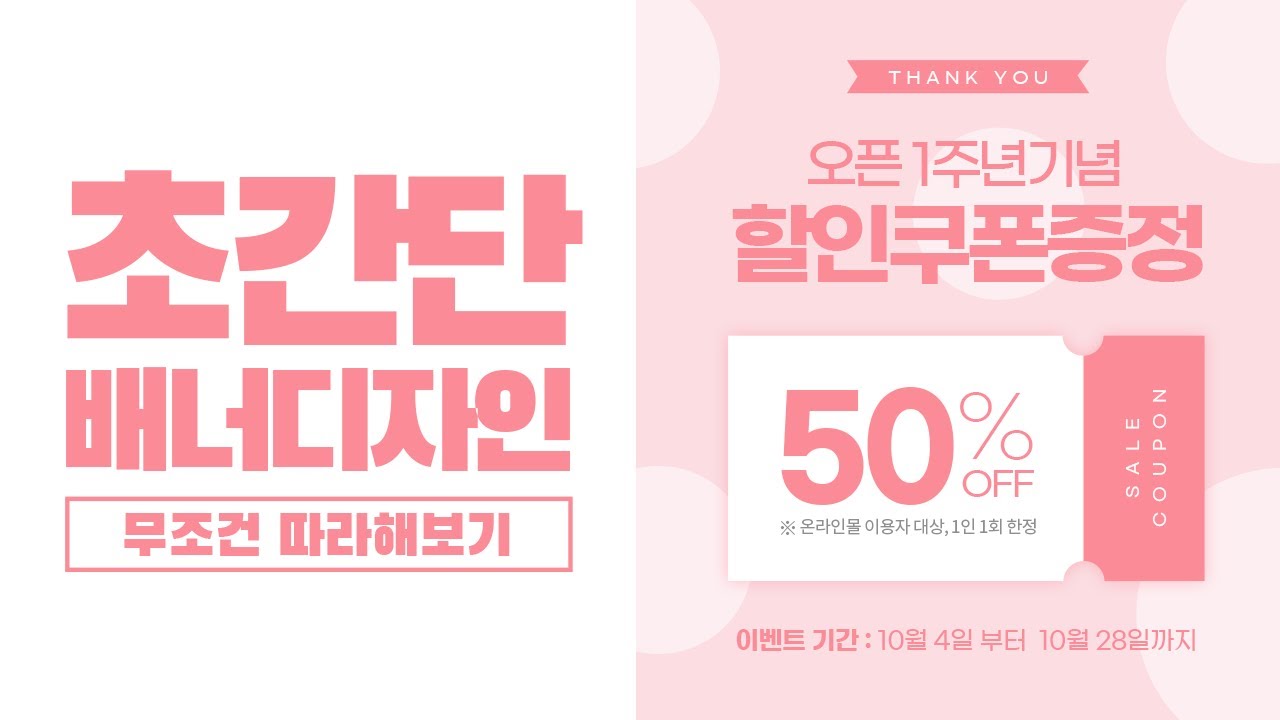 초간단
배너디자인
무조건 따라해보기
THANK YOU
오픈 1주년기념
할인쿠폰증정
50%
OFF
※ 온라인몰 이용자 대상, 1인 1회 한정
SALE
COUPON
이벤트 기간 : 10월 4일 부터 10월 28일까지